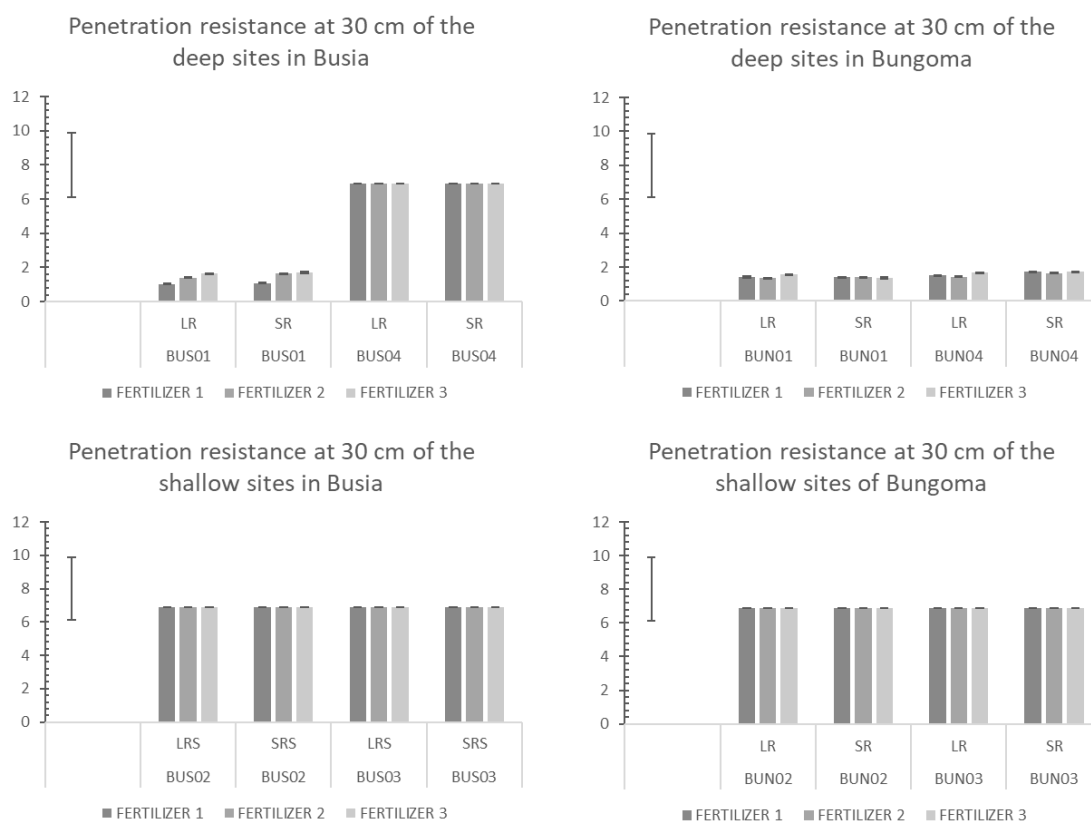 Penetration resistance at 30 cm of the
deep sites in Busia
12
10
8
6
4
2
0
LR SR LR SR
BUS01 BUS01 BUS04 BUS04
FERTILIZER 1 FERTILIZER 2 FERTILIZER 3
Penetration resistance at 30 cm of the
deep sites in Bungoma
12
10
8
6
4
2
0
LR SR LR SR
BUN01 BUN01 BUN04 BUN04
FERTILIZER 1 FERTILIZER 2 FERTILIZER 3
Penetration resistance at 30 cm of the
shallow sites in Busia
12
10
8
6
4
2
0
LRS SRS LRS SRS
BUS02 BUS02 BUS03 BUS03
FERTILIZER 1 FERTILIZER 2 FERTILIZER 3
Penetration resistance at 30 cm of the
shallow sites of Bungoma
12
10
8
6
4
2
0
LR SR LR SR
BUN02 BUN02 BUN03 BUN03
FERTILIZER 1 FERTILIZER 2 FERTILIZER 3